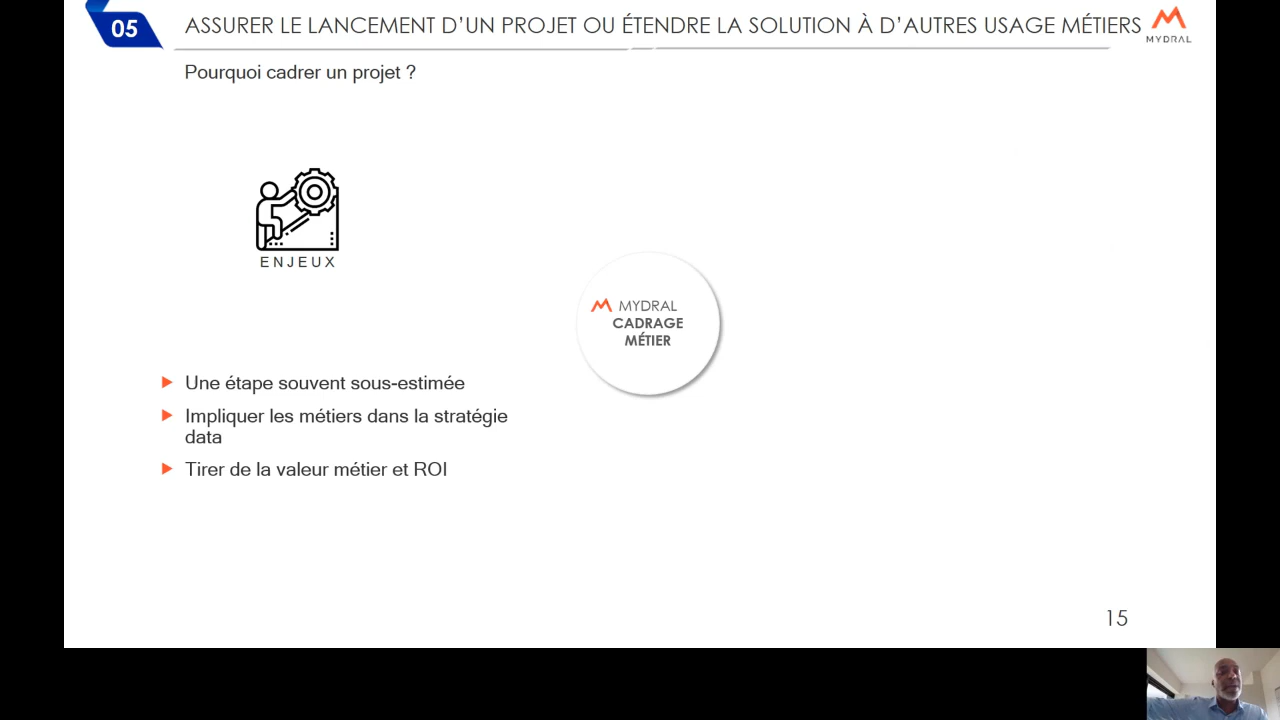 05
ASSURER LE LANCEMENT D’UN PROJET OU ÉTENDRE LA SOLUTION À D’AUTRES USAGE MÉTIERS
MYDRAL
Pourquoi cadrer un projet ?
ENJEUX
MYDRAL
CADRAGE
MÉTIER
Une étape souvent sous-estimée
Impliquer les métiers dans la stratégie
data
Tirer de la valeur métier et ROI
15